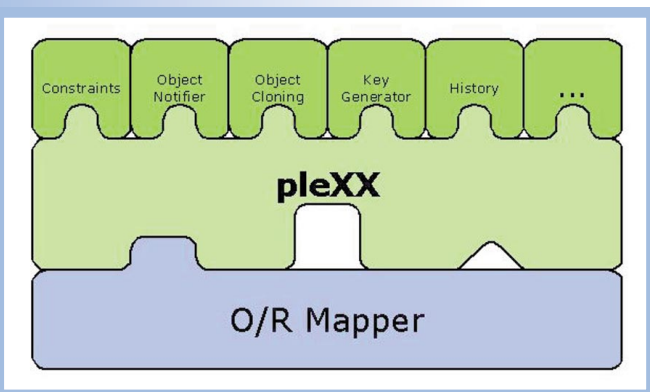 Constraints
Object
Notifier
Object
Cloning
Key
Generator
History
...
pleXX
O/R Mapper